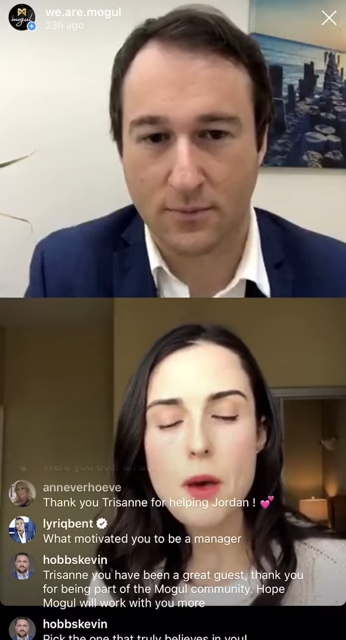 mogul
we.are.mogul
23h ago
anneverhoeve
Thank you Trisanne for helping Jordan ! 💕
lyriqbent
What motivated you to be a manager
hobbskevin
Trisanne you have been a great guest, thank
you for being part of the Mogul community. Hope
Mogul will work with you more
hobbskevin
Pick the one that truly believes in you!